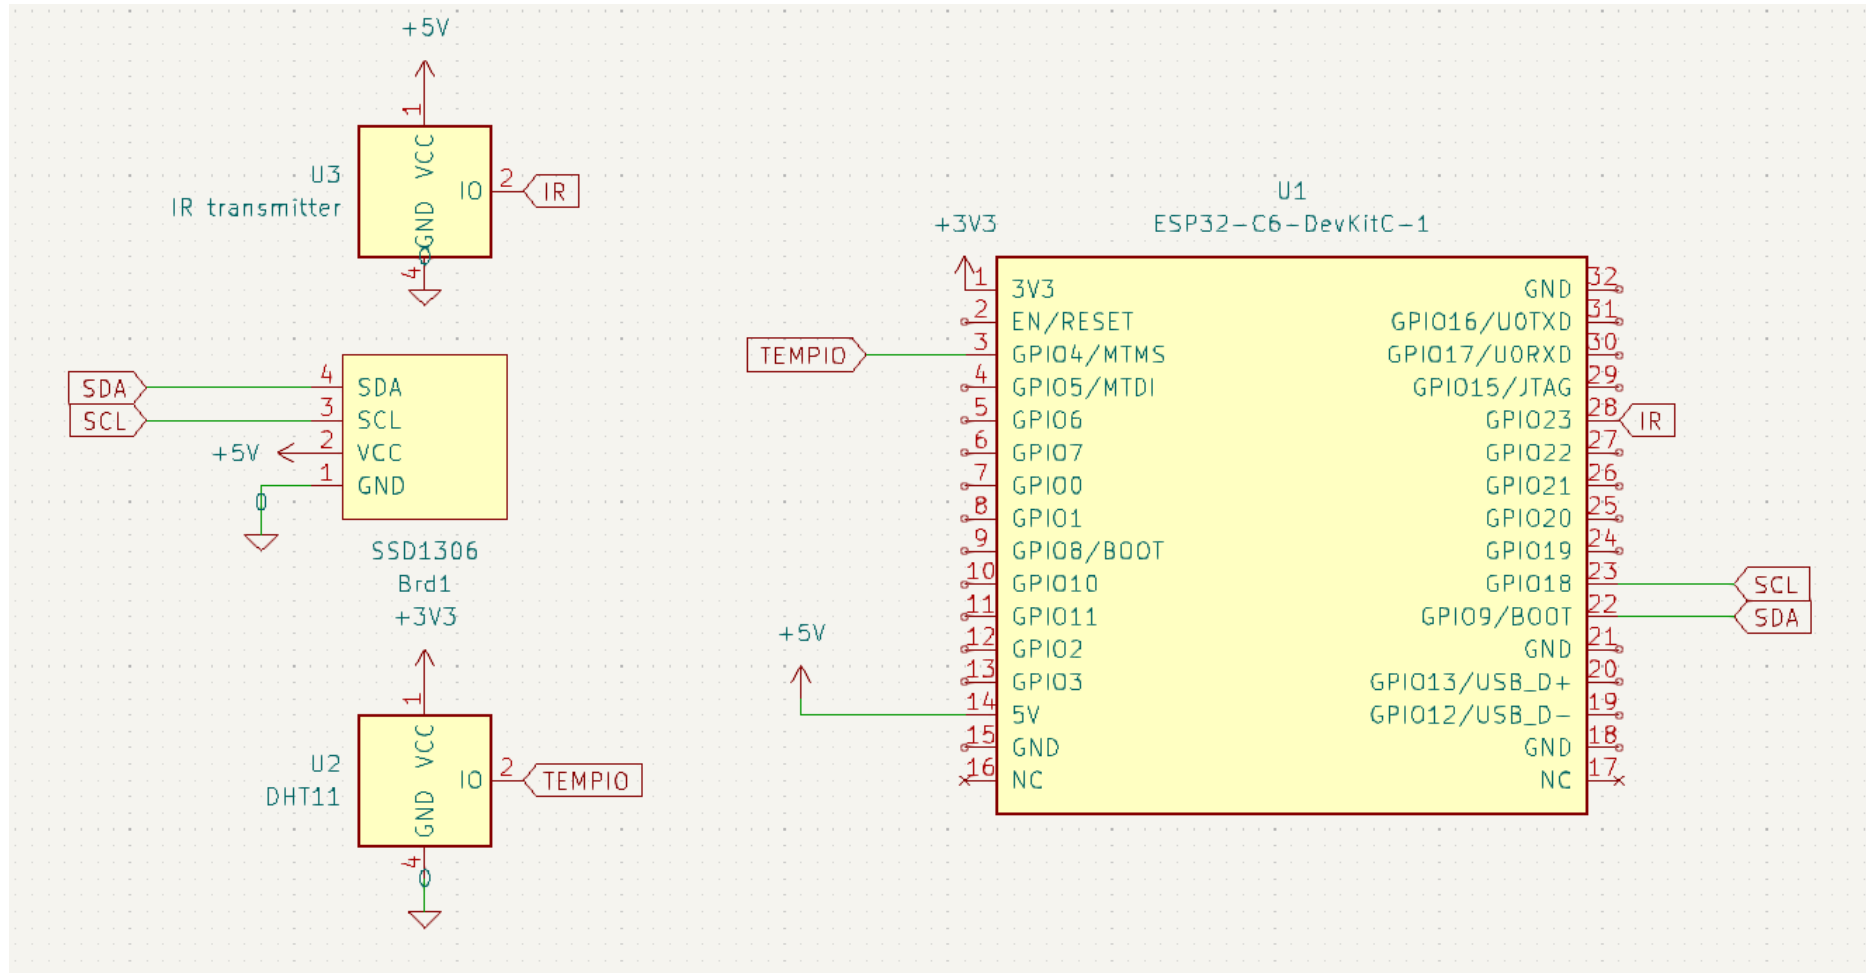 +5V
1
VCC
U3
IR transmitter
IO
2
IR
GND
0
4
SDA
4
SDA
SCL
3
SCL
+5V
2
VCC
1
GND
0
SSD1306
Brd1
+3V3
1
VCC
U2
DHT11
IO
2
TEMPIO
GND
4
0
U1
ESP32-C6-DevKitC-1
+3V3
1 3V3
2 EN/RESET
TEMPIO 3 GPIO4/MTMS
4 GPIO5/MTDI
5 GPIO6
6 GPIO7
7 GPIO0
8 GPIO1
9 GPIO8/BOOT
10 GPIO10
11 GPIO11
12 GPIO2
13 GPIO3
+5V
14 5V
15 GND
16 NC
GND 32
GPIO16/U0TXD 31
GPIO17/U0RXD 30
GPIO15/JTAG 29
GPIO23 28 IR
GPIO22 27
GPIO21 26
GPIO20 25
GPIO19 24
GPIO18 23 SCL
GPIO9/BOOT 22 SDA
GND 21
GPIO13/USB_D+ 20
GPIO12/USB_D- 19
GND 18
NC 17